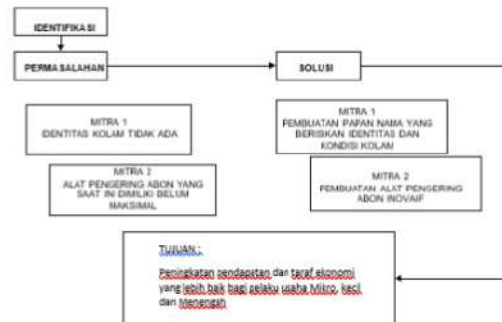 IDENTIFIKASI
PERMASALAHAN
SOLUSI
MITRA 1
IDENTITAS KOLAM TIDAK ADA
MITRA 2
ALAT PENGERING ABON YANG
SAAT INI DIMILIKI BELUM
MAKSIMAL
MITRA 1
PEMBUATAN PAPAN NAMA YANG
BERISIKAN IDENTITAS DAN
KONDISI KOLAM
MITRA 2
PEMBUATAN ALAT PENGERING
ABON INOVAIF
TUJUAN :
Peningkatan pendapatan dan taraf ekonomi
yang lebih baik bagi pelaku usaha Mikro, kecil
dan Menengah